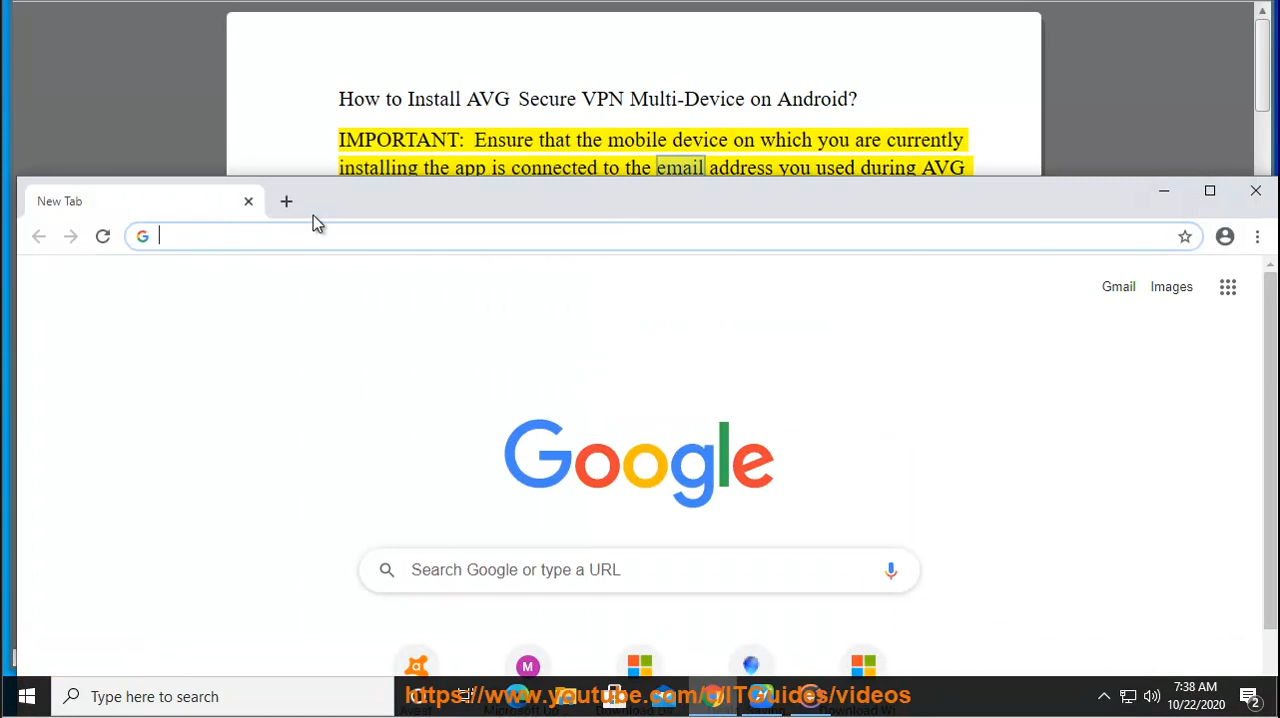 How to Install AVG Secure VPN Multi-Device on Android?
IMPORTANT: Ensure that the mobile device on which you are currently
installing the app is connected to the email address you used during AVG
New Tab
Gmail Images
Google
Search Google or type a URL
M
Type here to search
https://www.youtube.com/c/ITGuides/videos
7:38 AM
10/22/2020
2